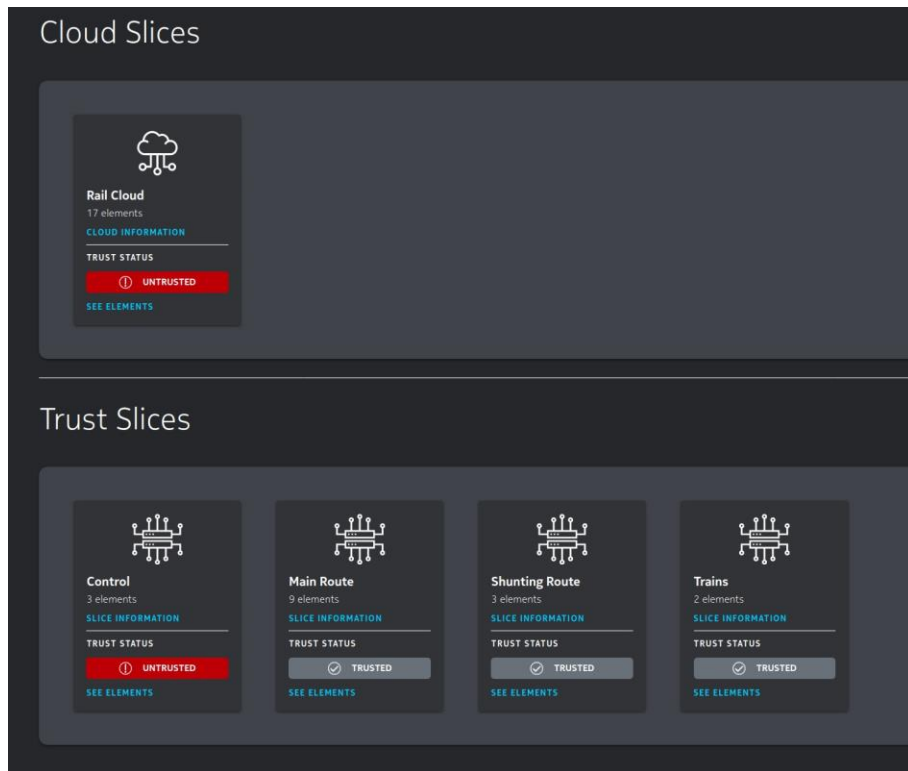 Cloud Slices
Rail Cloud
17 elements
CLOUD INFORMATION
TRUST STATUS
UNTRUSTED
SEE ELEMENTS
Trust Slices
Control
3 elements
SLICE INFORMATION
TRUST STATUS
UNTRUSTED
SEE ELEMENTS
Main Route
9 elements
SLICE INFORMATION
TRUST STATUS
TRUSTED
SEE ELEMENTS
Shunting Route
3 elements
SLICE INFORMATION
TRUST STATUS
TRUSTED
SEE ELEMENTS
Trains
2 elements
SLICE INFORMATION
TRUST STATUS
TRUSTED
SEE ELEMENTS